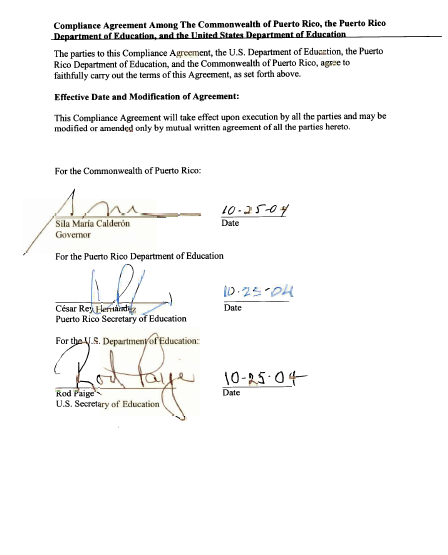 Compliance Agreement Among The Commonwealth of Puerto Rico, the Puerto Rico
Department of Education, and the United States Department of Education
The parties to this Compliance Agreement, the U.S. Department of Education, the Puerto
Rico Department of Education, and the Commonwealth of Puerto Rico, agree to
faithfully carry out the terms of this Agreement, as set forth above.
Effective Date and Modification of Agreement:
This Compliance Agreement will take effect upon execution by all the parties and may be
modified or amended only by mutual written agreement of all the parties hereto.
For the Commonwealth of Puerto Rico:
10-25-04
Sila María Calderón Date
Governor
For the Puerto Rico Department of Education
10-25-04
César Rey Hernández Date
Puerto Rico Secretary of Education
For the U.S. Department of Education:
Rod Paige 10-25-04
Rod Paige Date
U.S. Secretary of Education